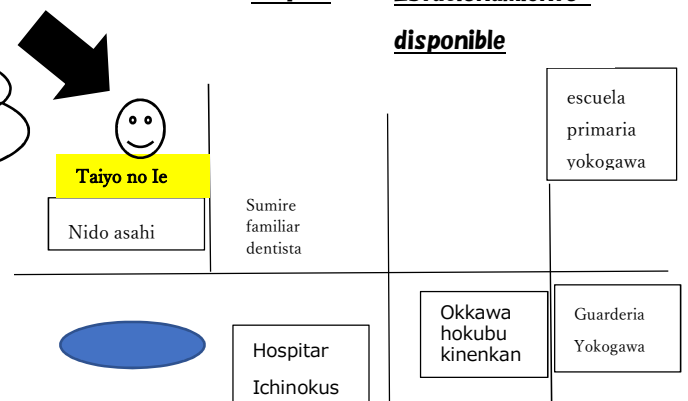 disponible
escuela
primaria
yokogawa
Taiyo no Ie
Nido asahi
Sumire
familiar
dentista
Okkawa
hokubu
kinenkan
Guarderia
Yokogawa
Hospitar
Ichinokus